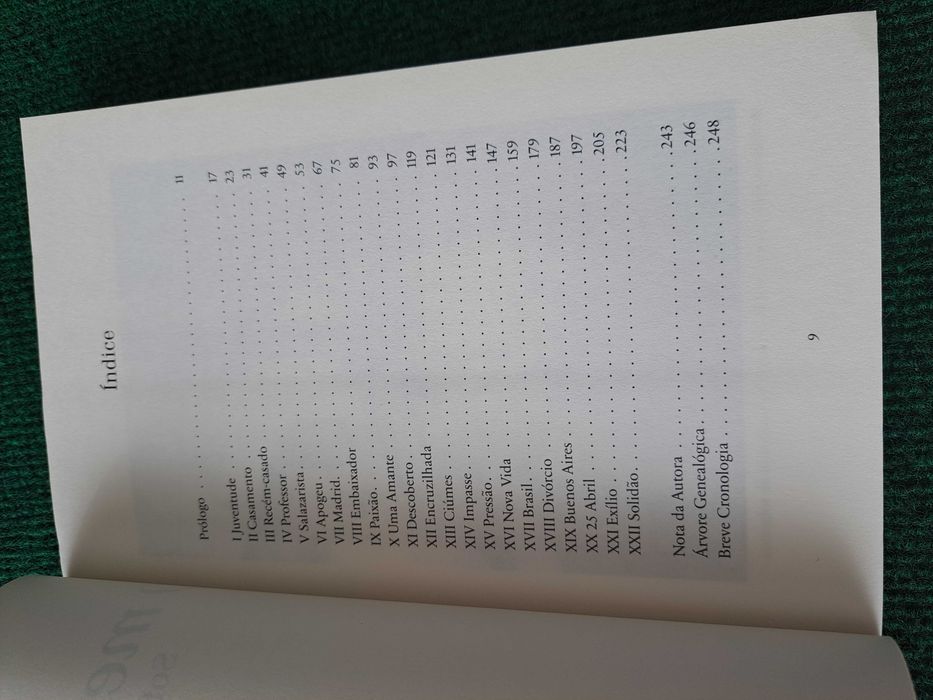 Índice
Prólogo . . . . . . . . . . . . . . . . . . . . . . . . 11
I Juventude . . . . . . . . . . . . . . . . . . . . . . 17
II Casamento . . . . . . . . . . . . . . . . . . . . . 23
III Recém-casado . . . . . . . . . . . . . . . . . . . 31
IV Professor . . . . . . . . . . . . . . . . . . . . . . 41
V Salazarista . . . . . . . . . . . . . . . . . . . . . . 49
VI Apogeu . . . . . . . . . . . . . . . . . . . . . . . 53
VII Madrid. . . . . . . . . . . . . . . . . . . . . . . 67
VIII Embaixador . . . . . . . . . . . . . . . . . . . 75
IX Paixão. . . . . . . . . . . . . . . . . . . . . . . . 81
X Uma Amante . . . . . . . . . . . . . . . . . . . . 93
XI Descoberto . . . . . . . . . . . . . . . . . . . . . 97
XII Encruzilhada . . . . . . . . . . . . . . . . . . . 119
XIII Ciúmes . . . . . . . . . . . . . . . . . . . . . . 121
XIV Impasse . . . . . . . . . . . . . . . . . . . . . . 131
XV Pressão. . . . . . . . . . . . . . . . . . . . . . . 141
XVI Nova Vida . . . . . . . . . . . . . . . . . . . . 147
XVII Brasil . . . . . . . . . . . . . . . . . . . . . . . 159
XVIII Divórcio . . . . . . . . . . . . . . . . . . . . 179
XIX Buenos Aires . . . . . . . . . . . . . . . . . . . 187
XX 25 Abril . . . . . . . . . . . . . . . . . . . . . . 197
XXI Exílio . . . . . . . . . . . . . . . . . . . . . . . 205
XXII Solidão. . . . . . . . . . . . . . . . . . . . . . 223
Nota da Autora . . . . . . . . . . . . . . . . . . . . 243
Árvore Genealógica . . . . . . . . . . . . . . . . . . 246
Breve Cronologia . . . . . . . . . . . . . . . . . . . 248
9